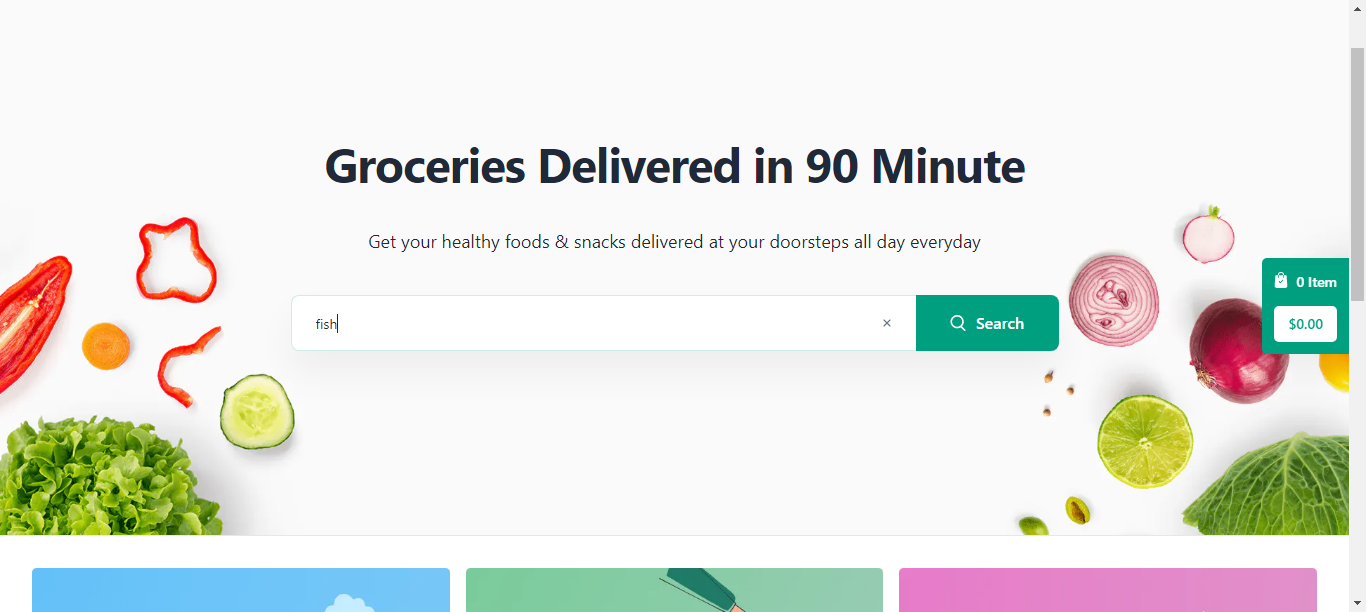 Groceries Delivered in 90 Minute
Get your healthy foods & snacks delivered at your doorsteps all day everyday
0 Item
fish
Search
$0.00